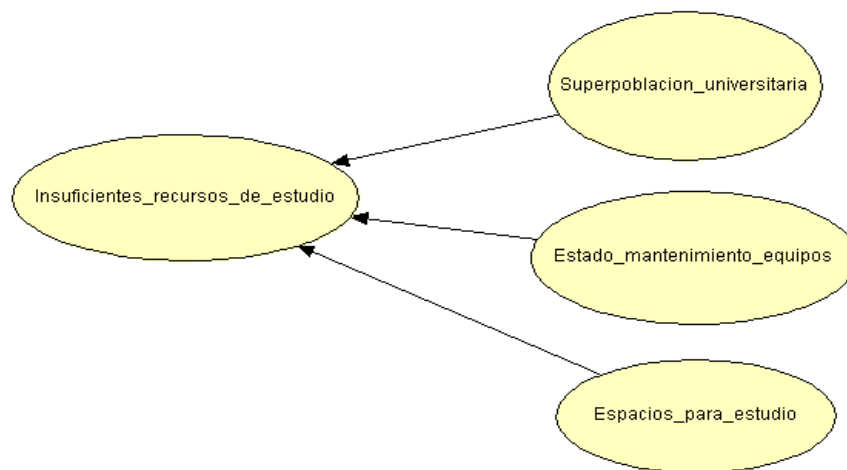 Superpoblacion_universitaria
Insuficientes_recursos_de_estudio
Estado_mantenimiento_equipos
Espacios_para_estudio